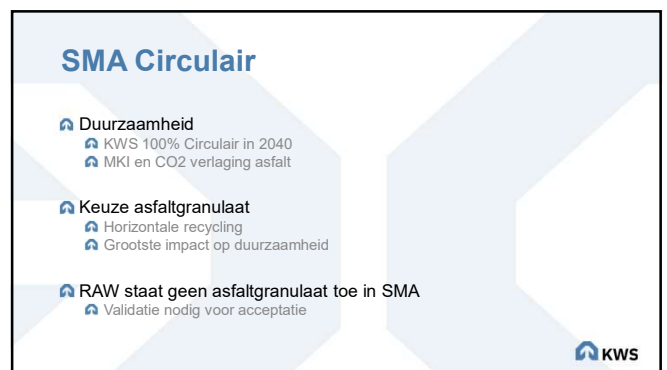 SMA Circulair
Duurzaamheid
KWS 100% Circulair in 2040
MKI en CO2 verlaging asfalt
Keuze asfaltgranulaat
Horizontale recycling
Grootste impact op duurzaamheid
RAW staat geen asfaltgranulaat toe in SMA
Validatie nodig voor acceptatie
KWS